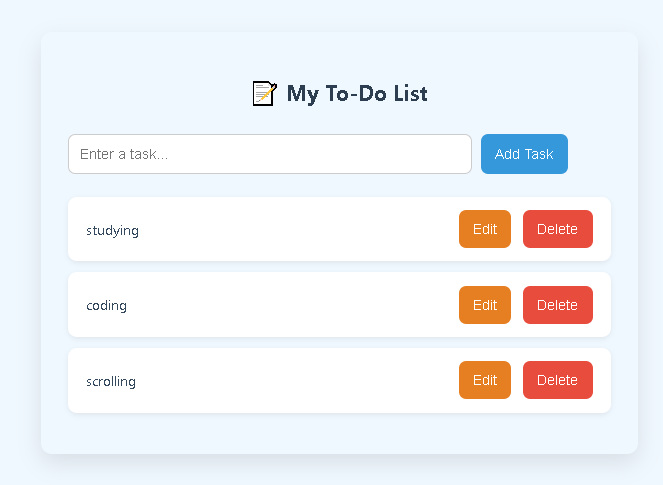 📝 My To-Do List
Enter a task...
Add Task
studying
Edit
Delete
coding
Edit
Delete
scrolling
Edit
Delete